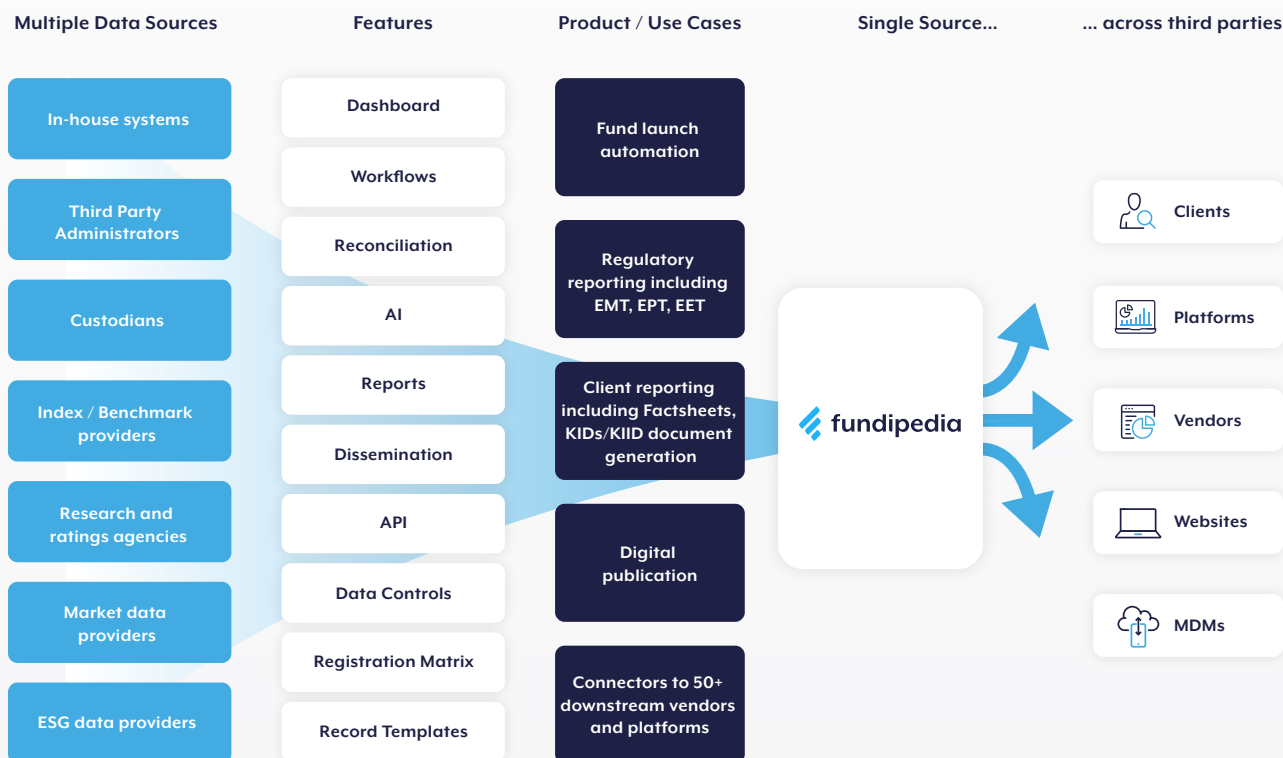 Multiple Data Sources
Features
Product / Use Cases
Single Source...
... across third parties
In-house systems
Third Party
Administrators
Custodians
Index / Benchmark
providers
Research and
ratings agencies
Market data
providers
ESG data providers
Dashboard
Workflows
Reconciliation
AI
Reports
Dissemination
API
Data Controls
Registration Matrix
Record Templates
Fund launch
automation
Regulatory
reporting including
EMT, EPT, EET
Client reporting
including Factsheets,
KIDs/KIID document
generation
Digital
publication
Connectors to 50+
downstream vendors
and platforms
fundipedia
Clients
Platforms
Vendors
Websites
MDMs